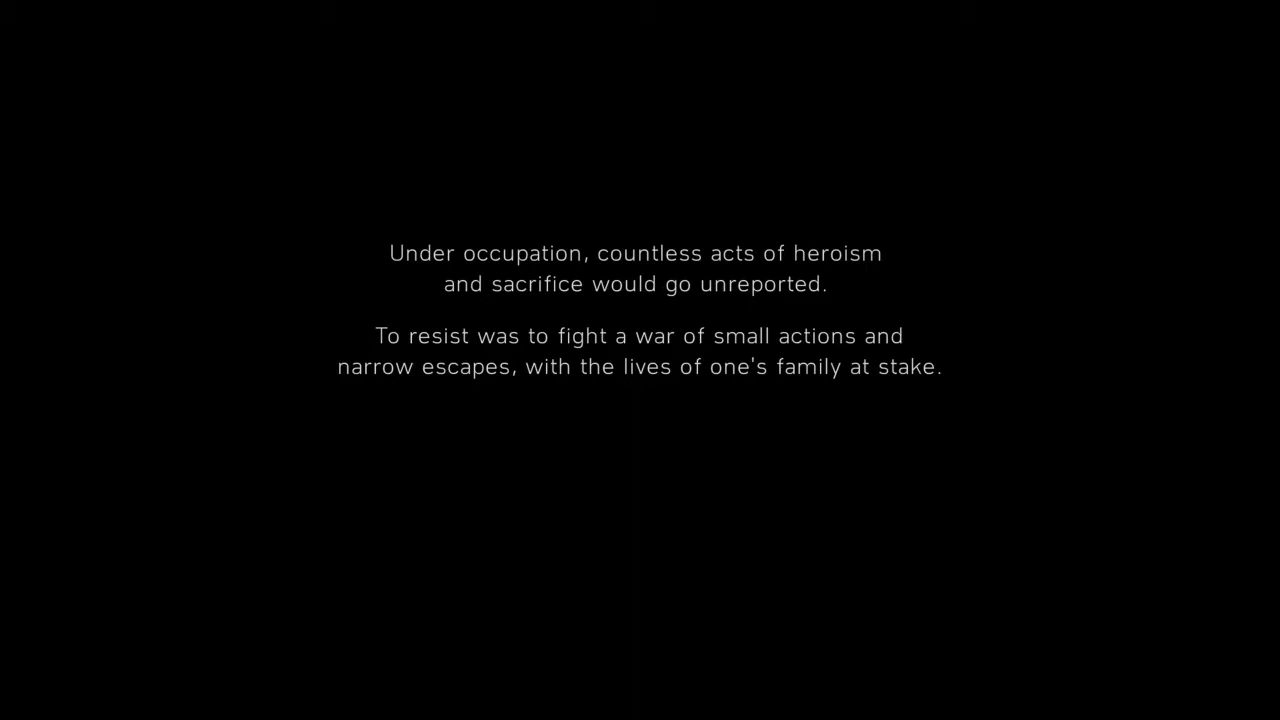 Under occupation, countless acts of heroism
and sacrifice would go unreported.
To resist was to fight a war of small actions and
narrow escapes, with the lives of one's family at stake.